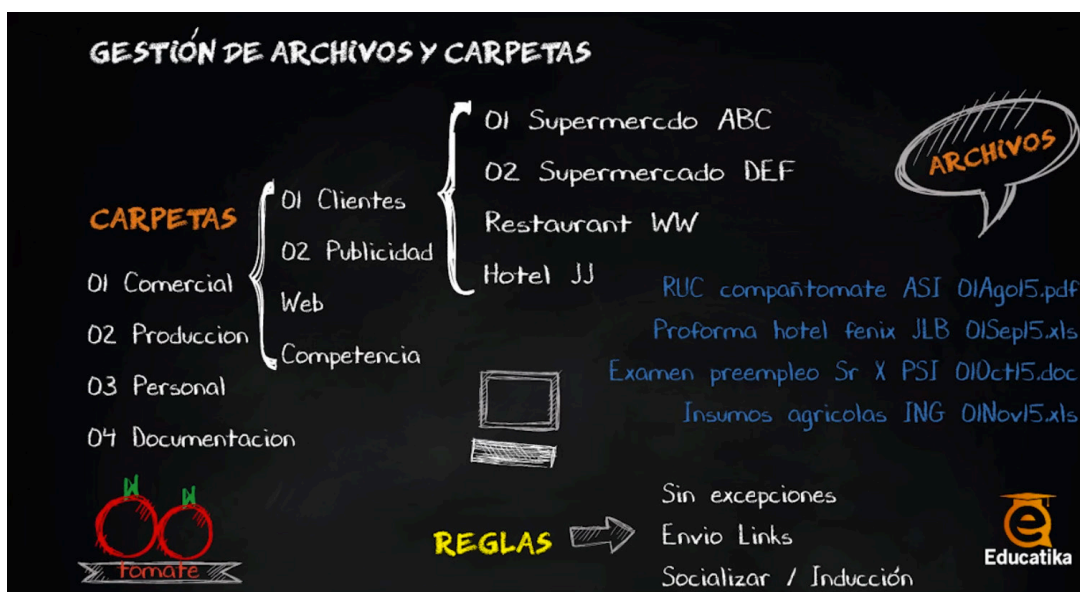 GESTIÓN DE ARCHIVOS Y CARPETAS
CARPETAS
01 Comercial
02 Produccion
03 Personal
04 Documentacion
01 Clientes
02 Publicidad
Web
Competencia
01 Supermercdo ABC
02 Supermercado DEF
Restaurant WW
Hotel JJ
ARCHIVOS
RUC compañtomate ASI 01Ago15.pdf
Proforma hotel fenix JLB 01Sep15.xls
Examen preempleo Sr X PSI 01Oct15.doc
Insumos agricolas ING 01Nov15.xls
tomate
REGLAS
Sin excepciones
Envio Links
Socializar / Inducción
Educatika